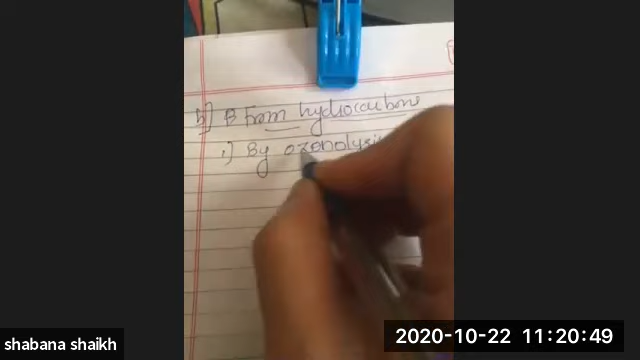 B From hydrocarbons
i] By ozonolysis
shabana shaikh
2020-10-22 11:20:49